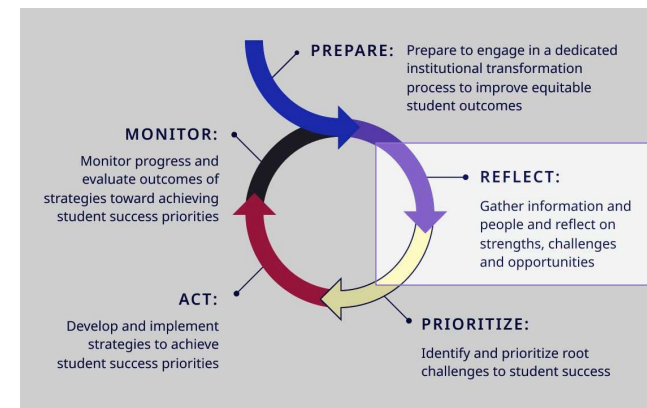 PREPARE:
Prepare to engage in a dedicated
institutional transformation
process to improve equitable
student outcomes
REFLECT:
Gather information and
people and reflect on
strengths, challenges
and opportunities
PRIORITIZE:
Identify and prioritize root
challenges to student success
ACT:
Develop and implement
strategies to achieve
student success priorities
MONITOR:
Monitor progress and
evaluate outcomes of
strategies toward achieving
student success priorities